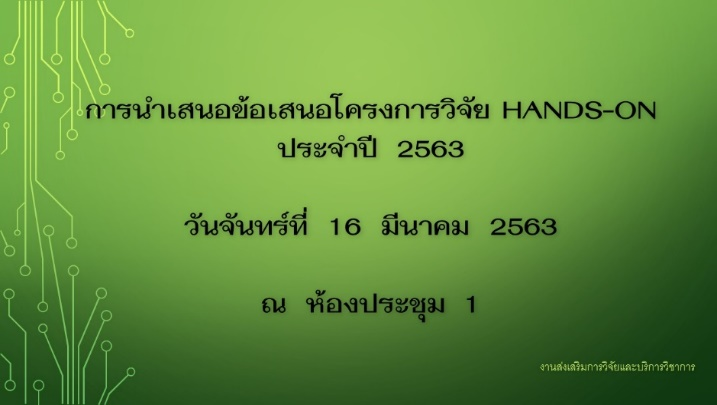 การนำเสนอข้อเสนอโครงการวิจัย HANDS-ON
ประจำปี 2563
วันจันทร์ที่ 16 มีนาคม 2563
ณ ห้องประชุม 1
งานส่งเสริมการวิจัยและบริการวิชาการ